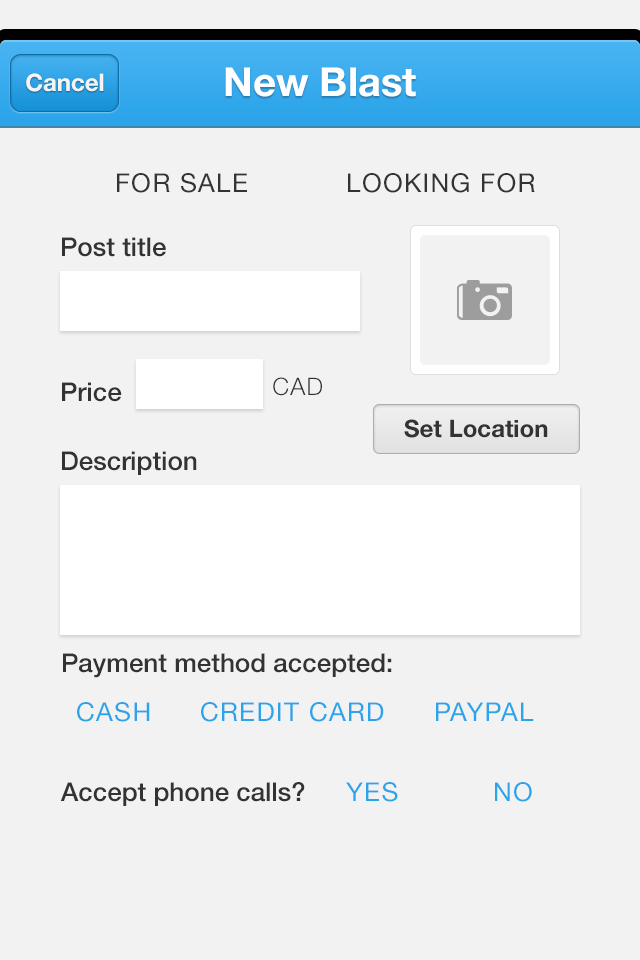 Cancel New Blast
FOR SALE LOOKING FOR
Post title
Price CAD
Set Location
Description
Payment method accepted:
CASH CREDIT CARD PAYPAL
Accept phone calls? YES NO